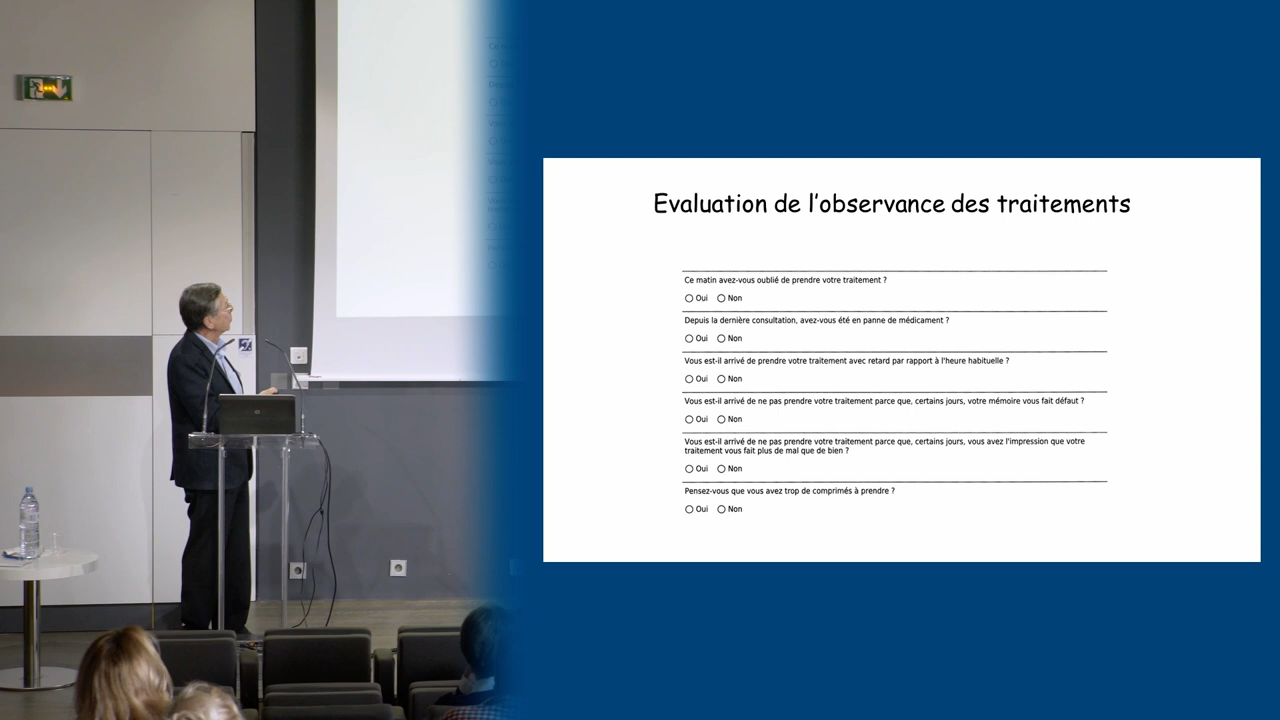 Evaluation de l'observance des traitements
Ce matin avez-vous oublié de prendre votre traitement ?
Oui Non
Depuis la dernière consultation, avez-vous été en panne de médicament ?
Oui Non
Vous est-il arrivé de prendre votre traitement avec retard par rapport à l'heure habituelle ?
Oui Non
Vous est-il arrivé de ne pas prendre votre traitement parce que, certains jours, votre mémoire vous fait défaut ?
Oui Non
Vous est-il arrivé de ne pas prendre votre traitement parce que, certains jours, vous avez l'impression que votre
traitement vous fait plus de mal que de bien ?
Oui Non
Pensez-vous que vous avez trop de comprimés à prendre ?
Oui Non